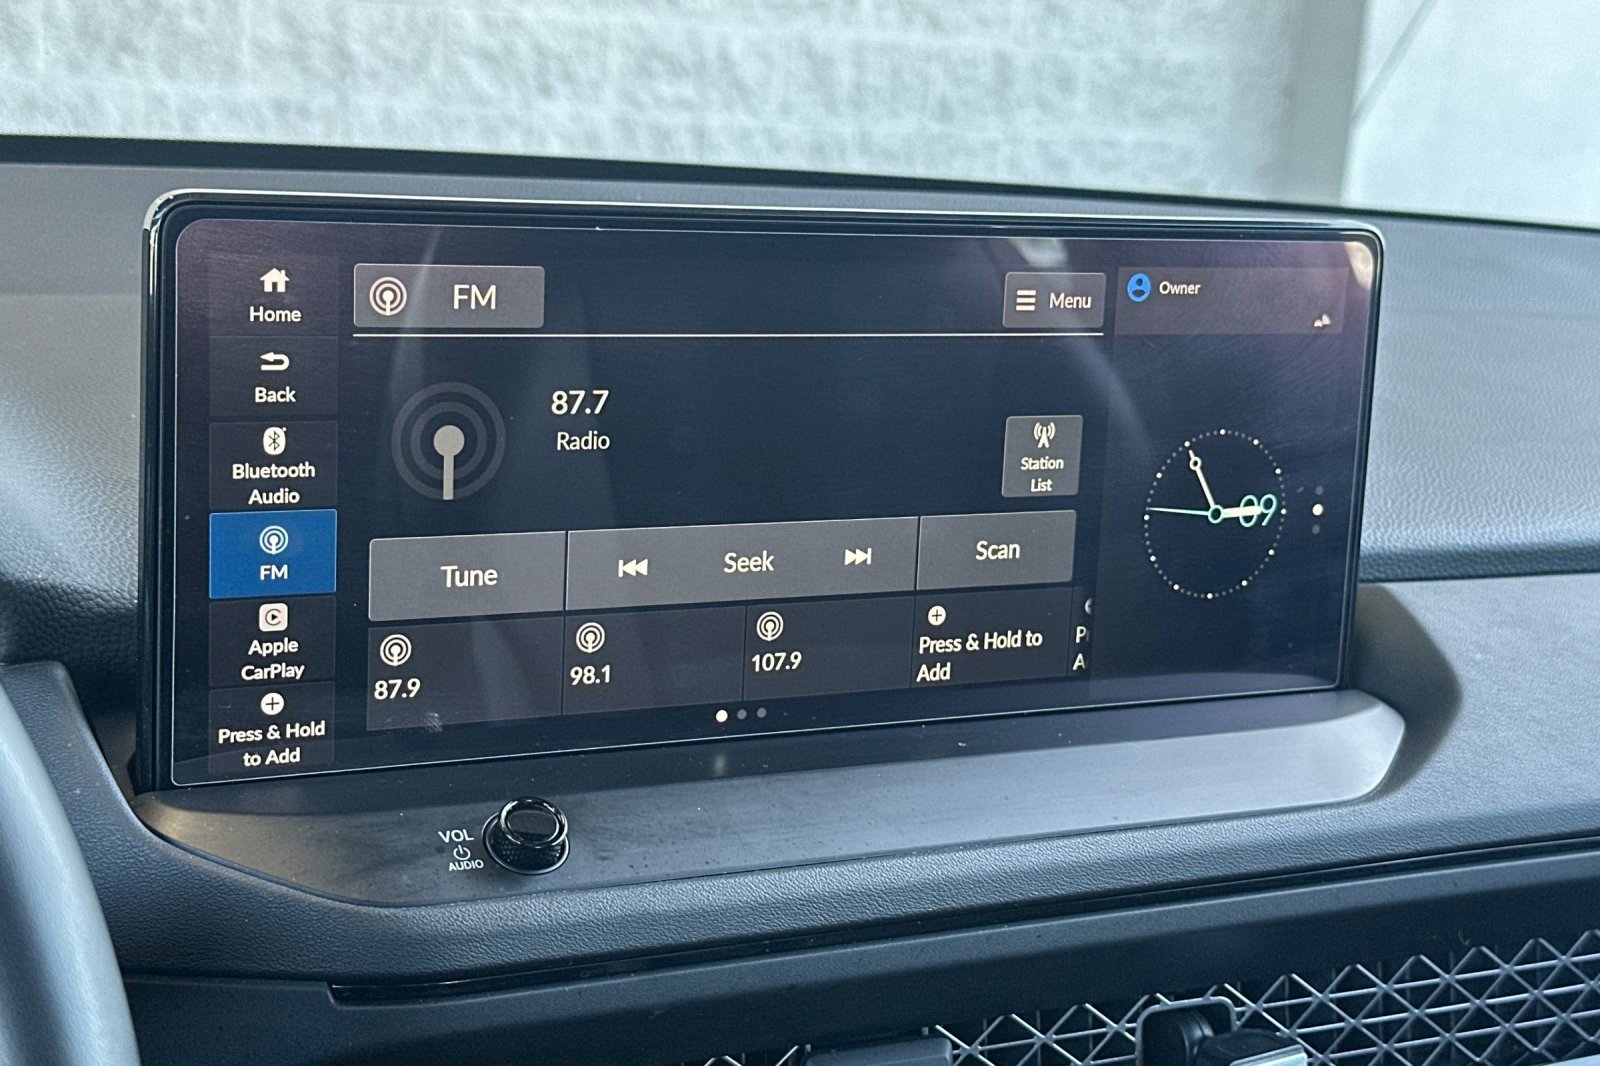 Home
Back
Bluetooth
Audio
FM
Apple
CarPlay
Press & Hold
to Add
FM
Menu
87.7
Radio
Station
List
Tune
Seek
Scan
87.9
98.1
107.9
Press & Hold to
Add
Owner
09
VOL
AUDIO